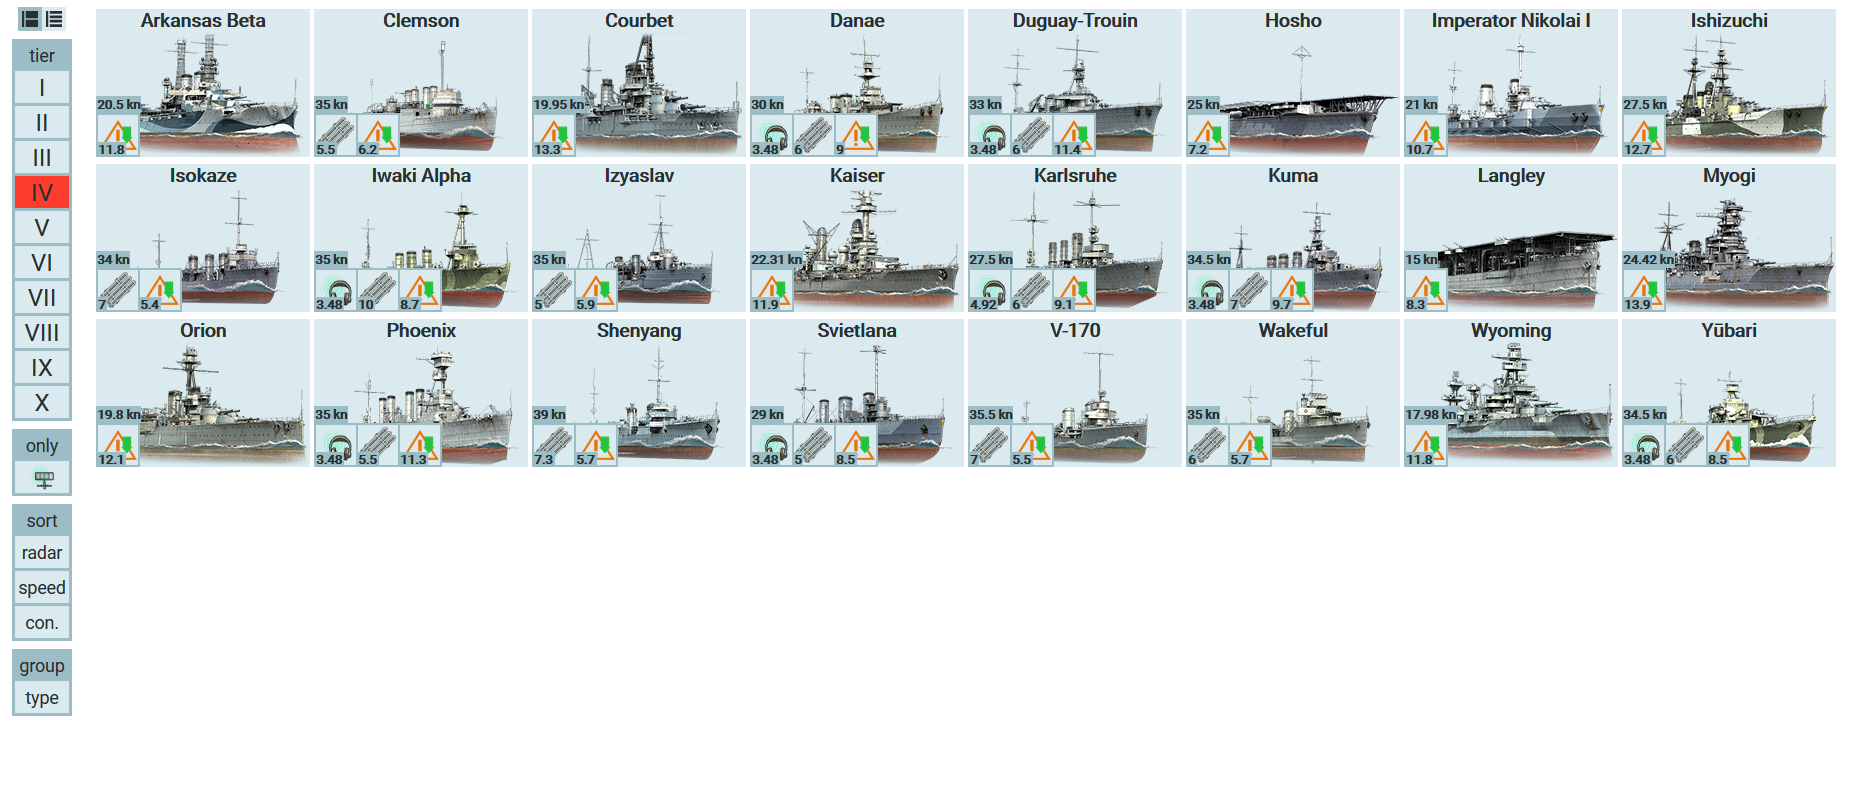 tier
I
II
III
IV
V
VI
VII
VIII
IX
X
only
sort
radar
speed
con.
group
type
Arkansas Beta
20.5 kn
11.8
Clemson
35 kn
5.5 6.2
Courbet
19.95 kn
13.3
Danae
30 kn
3.48 6 9
Duguay-Trouin
33 kn
3.48 6 11.4
Hosho
25 kn
7.2
Imperator Nikolai I
21 kn
10.7
Ishizuchi
27.5 kn
12.7
Isokaze
34 kn
7 5.4
Iwaki Alpha
35 kn
3.48 10 8.7
Izyaslav
35 kn
5 5.9
Kaiser
22.31 kn
11.9
Karlsruhe
27.5 kn
4.92 6 9.1
Kuma
34.5 kn
3.48 7 9.7
Langley
15 kn
8.3
Myogi
24.42 kn
13.9
Orion
19.8 kn
12.1
Phoenix
35 kn
3.48 5.5 11.3
Shenyang
39 kn
7.3 5.7
Svietlana
29 kn
3.48 5 8.5
V-170
35.5 kn
7 5.5
Wakeful
35 kn
6 5.7
Wyoming
17.98 kn
11.8
Yūbari
34.5 kn
3.48 6 8.5